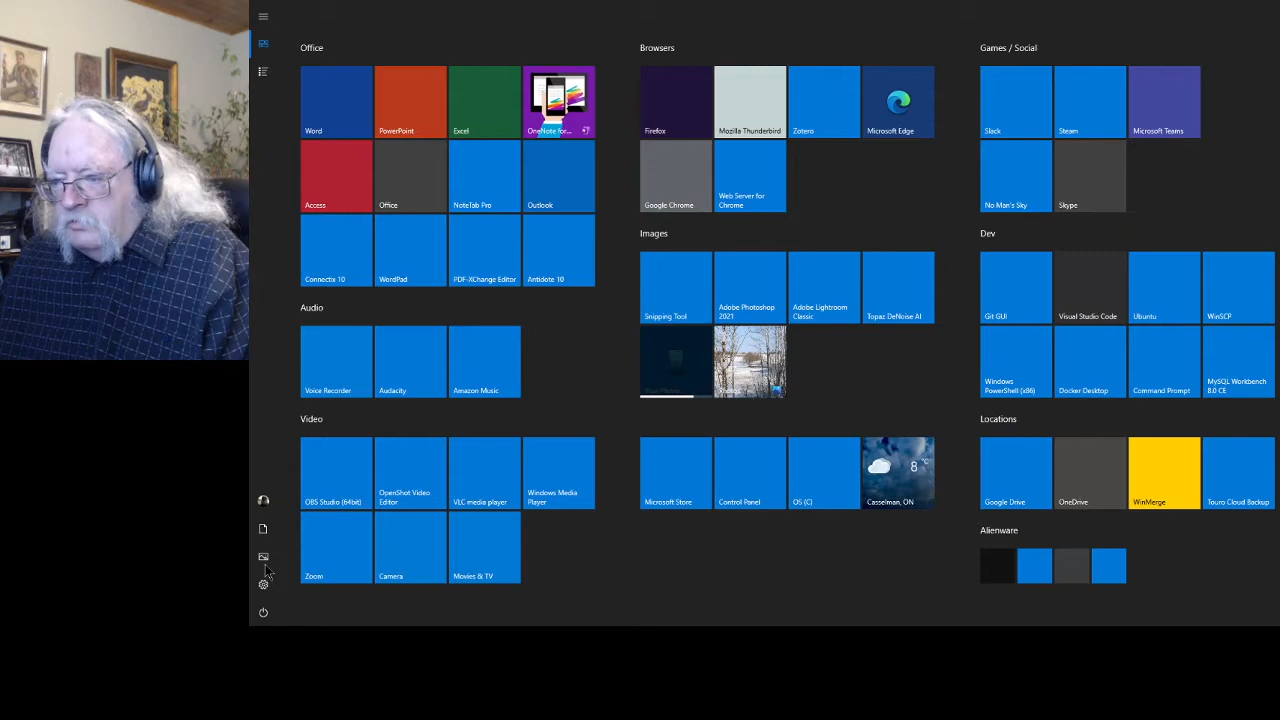 Office
Word
PowerPoint
Excel
OneNote for...
Access
Office
NoteTab Pro
Outlook
Connectix 10
WordPad
PDF-XChange Editor
Antidote 10
Audio
Voice Recorder
Audacity
Amazon Music
Video
OBS Studio (64bit)
OpenShot Video
Editor
VLC media player
Windows Media
Player
Zoom
Camera
Movies & TV
Browsers
Firefox
Mozilla Thunderbird
Zotero
Microsoft Edge
Google Chrome
Web Server for
Chrome
Images
Snipping Tool
Adobe Photoshop
2021
Adobe Lightroom
Classic
Topaz DeNoise AI
Photos
Microsoft Store
Control Panel
OS (C)
8 °C
Casselman, ON
Games / Social
Slack
Steam
Microsoft Teams
No Man's Sky
Skype
Dev
Git GUI
Visual Studio Code
Ubuntu
WinSCP
Windows
PowerShell (x86)
Docker Desktop
Command Prompt
MySQL Workbench
8.0 CE
Locations
Google Drive
OneDrive
WinMerge
Touro Cloud Backup
Alienware